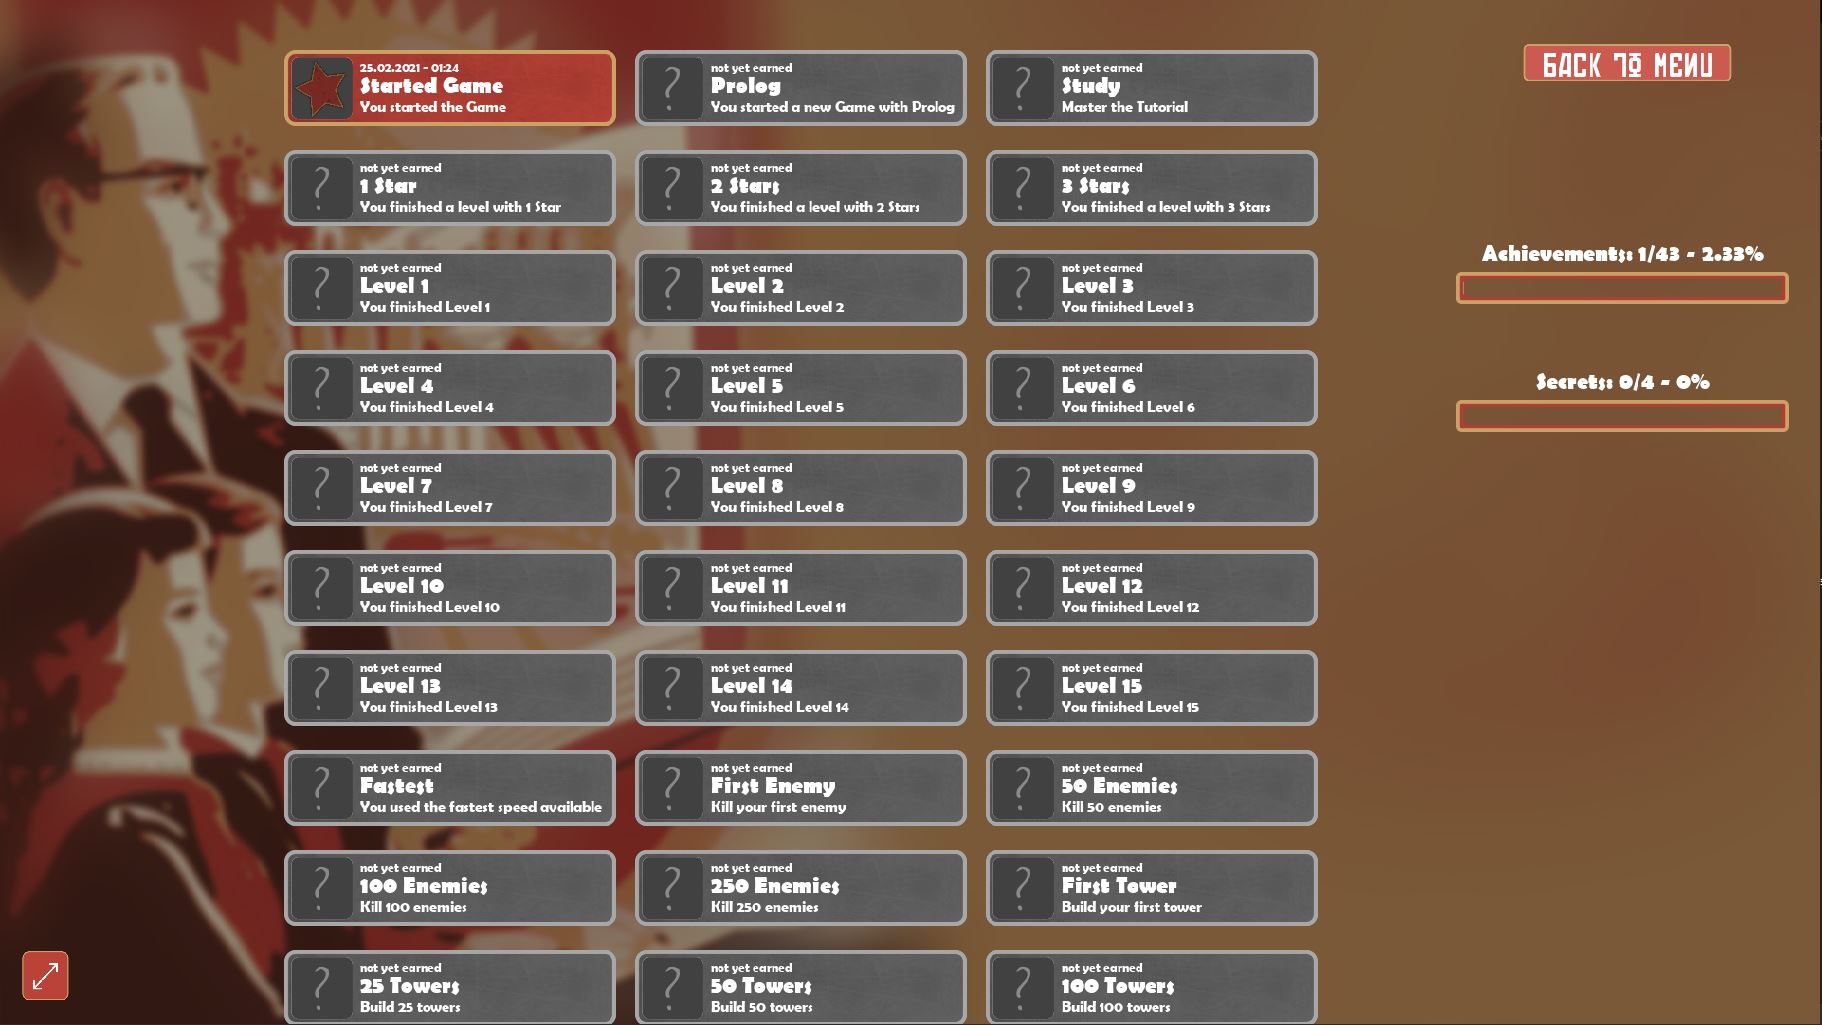 25.02.2021 - 01:24
Started Game
You started the Game
not yet earned
Prolog
You started a new Game with Prolog
not yet earned
Study
Master the Tutorial
BACK TO MENU
not yet earned
1 Star
You finished a level with 1 Star
not yet earned
2 Stars
You finished a level with 2 Stars
not yet earned
3 Stars
You finished a level with 3 Stars
Achievements: 1/43 - 2.33%
not yet earned
Level 1
You finished Level 1
not yet earned
Level 2
You finished Level 2
not yet earned
Level 3
You finished Level 3
Secrets: 0/4 - 0%
not yet earned
Level 4
You finished Level 4
not yet earned
Level 5
You finished Level 5
not yet earned
Level 6
You finished Level 6
not yet earned
Level 7
You finished Level 7
not yet earned
Level 8
You finished Level 8
not yet earned
Level 9
You finished Level 9
not yet earned
Level 10
You finished Level 10
not yet earned
Level 11
You finished Level 11
not yet earned
Level 12
You finished Level 12
not yet earned
Level 13
You finished Level 13
not yet earned
Level 14
You finished Level 14
not yet earned
Level 15
You finished Level 15
not yet earned
Fastest
You used the fastest speed available
not yet earned
First Enemy
Kill your first enemy
not yet earned
50 Enemies
Kill 50 enemies
not yet earned
100 Enemies
Kill 100 enemies
not yet earned
250 Enemies
Kill 250 enemies
not yet earned
First Tower
Build your first tower
not yet earned
25 Towers
Build 25 towers
not yet earned
50 Towers
Build 50 towers
not yet earned
100 Towers
Build 100 towers